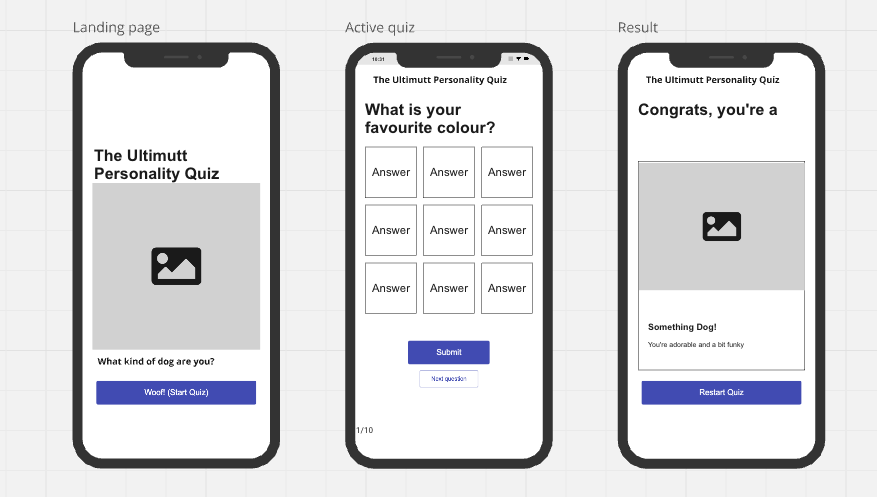 Landing page
The Ultimutt
Personality Quiz
What kind of dog are you?
Woof! (Start Quiz)
Active quiz
10:31
The Ultimutt Personality Quiz
What is your
favourite colour?
Answer Answer Answer
Answer Answer Answer
Answer Answer Answer
Submit
Next question
1/10
Result
The Ultimutt Personality Quiz
Congrats, you're a
Something Dog!
You're adorable and a bit funky
Restart Quiz